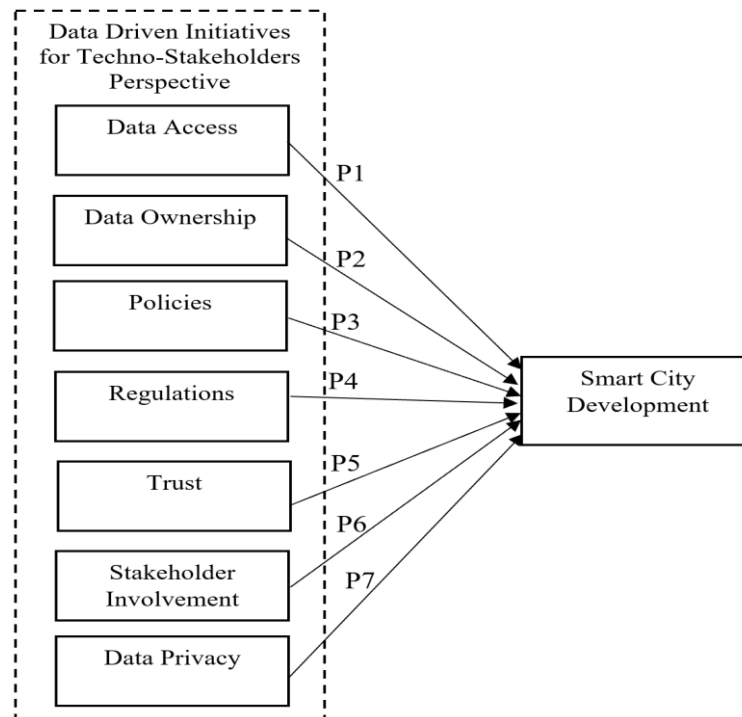 Data Driven Initiatives
for Techno-Stakeholders
Perspective
Data Access
P1
Data Ownership
P2
Policies
P3
Regulations
P4
Smart City
Development
Trust
P5
Stakeholder
Involvement
P6
Data Privacy
P7